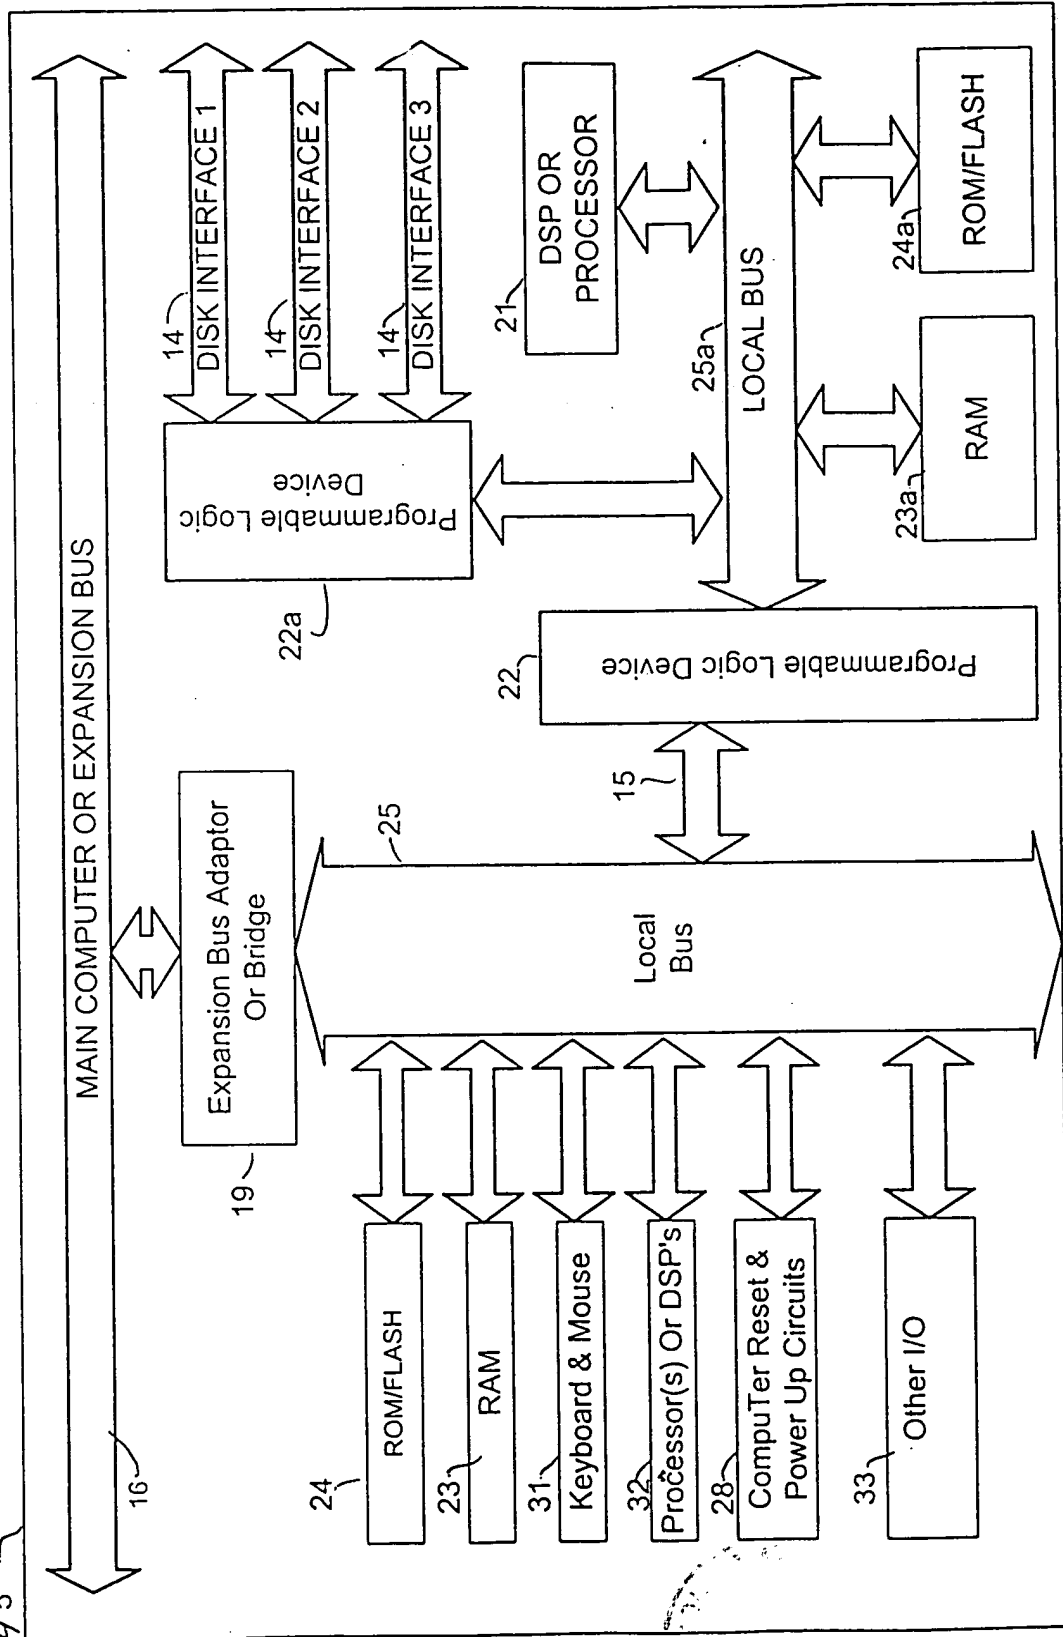 MAIN COMPUTER OR EXPANSION BUS
16
19
Expansion Bus Adaptor
Or Bridge
14
DISK INTERFACE 1
14
DISK INTERFACE 2
14
DISK INTERFACE 3
Programmable Logic
Device
22a
21
DSP OR
PROCESSOR
25a
LOCAL BUS
24a
ROM/FLASH
23a
RAM
22
Programmable Logic Device
15
25
Local
Bus
24
ROM/FLASH
23
RAM
31
Keyboard & Mouse
32
Processor(s) Or DSP's
28
CompuTer Reset &
Power Up Circuits
33
Other I/O